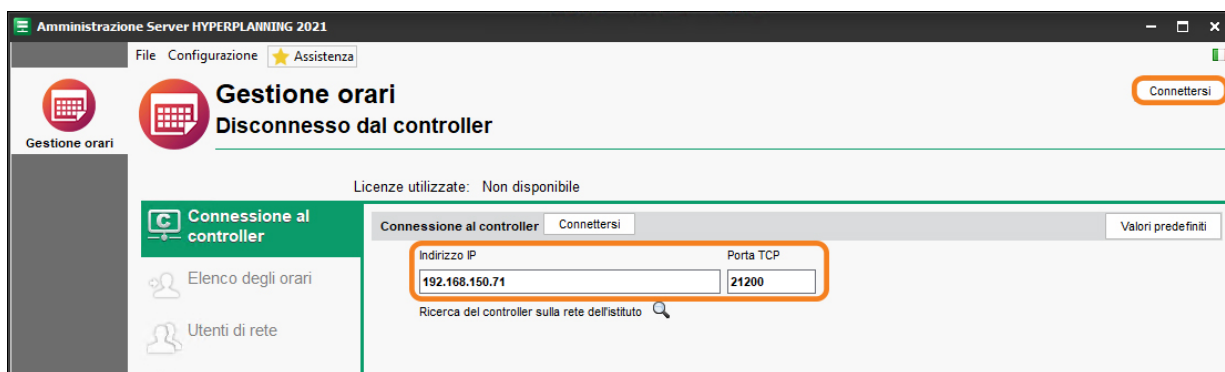 Amministrazione Server HYPERPLANNING 2021
File Configurazione Assistenza
Gestione orari
Gestione orari
Disconnesso dal controller
Connettersi
Licenze utilizzate: Non disponibile
C Connessione al
controller
Elenco degli orari
Utenti di rete
Connessione al controller Connettersi Valori predefiniti
Indirizzo IP Porta TCP
192.168.150.71 21200
Ricerca del controller sulla rete dell'istituto